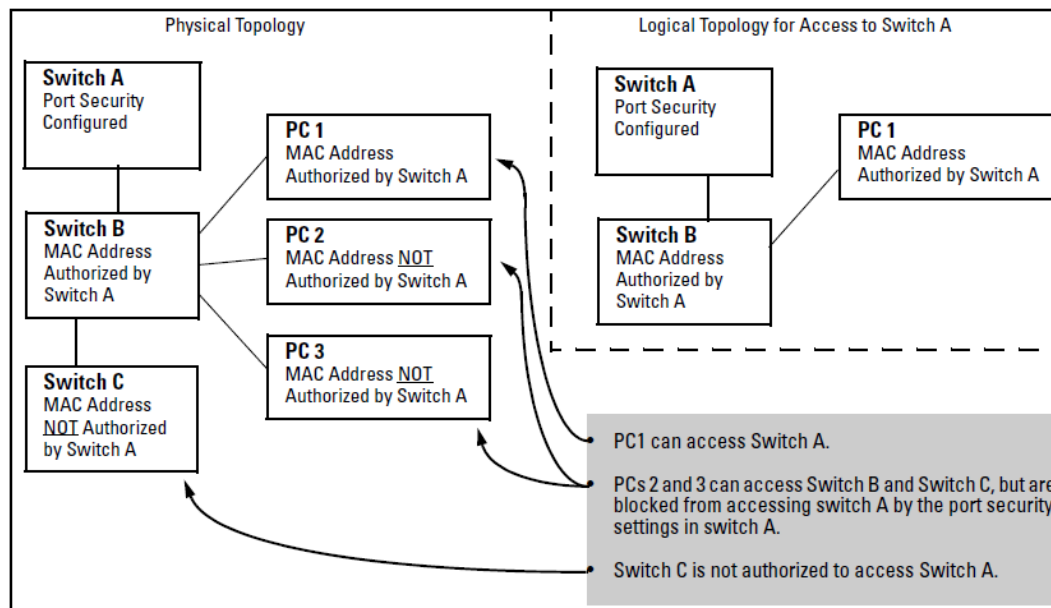 Physical Topology
Switch A
Port Security
Configured
PC 1
MAC Address
Authorized by Switch A
Switch B
MAC Address
Authorized by
Switch A
PC 2
MAC Address NOT
Authorized by Switch A
PC 3
MAC Address NOT
Authorized by Switch A
Switch C
MAC Address
NOT Authorized
by Switch A
Logical Topology for Access to Switch A
Switch A
Port Security
Configured
PC 1
MAC Address
Authorized by Switch A
Switch B
MAC Address
Authorized by
Switch A
• PC1 can access Switch A.
• PCs 2 and 3 can access Switch B and Switch C, but are
blocked from accessing switch A by the port security
settings in switch A.
• Switch C is not authorized to access Switch A.